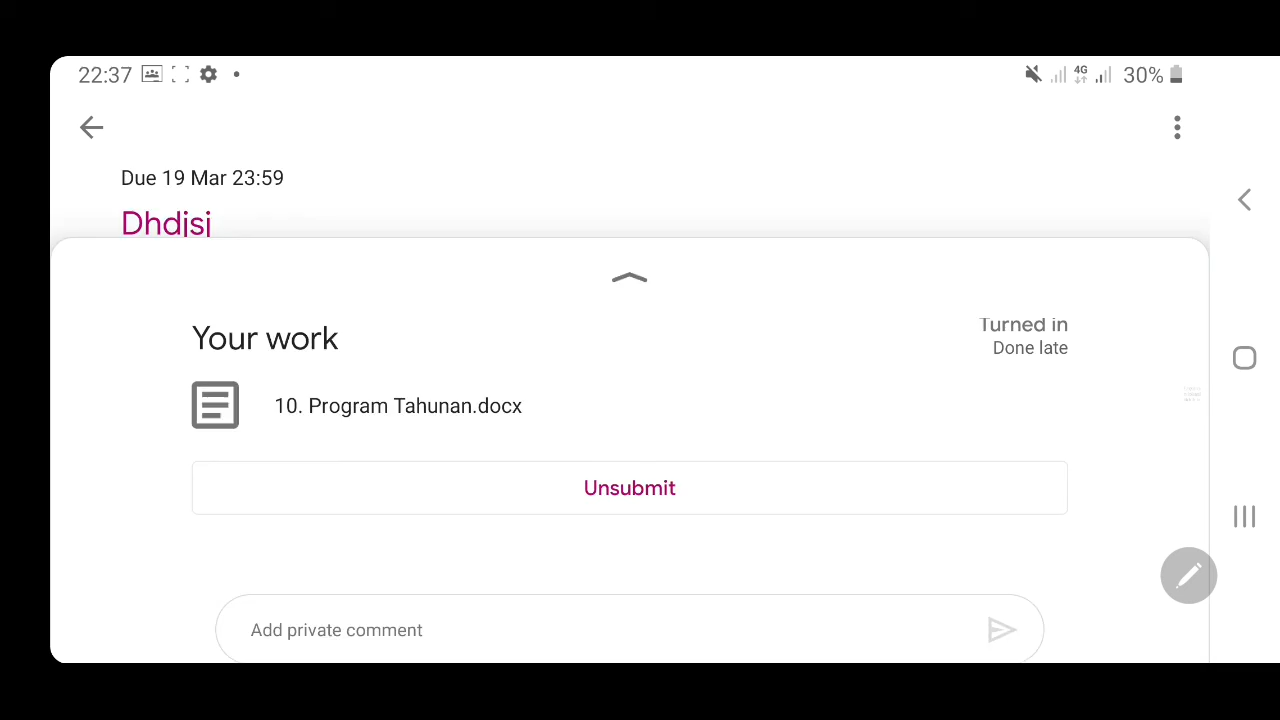 22:37
4G
30%
Due 19 Mar 23:59
Dhdjsj
Your work
Turned in
Done late
10. Program Tahunan.docx
Unsubmit
Add private comment